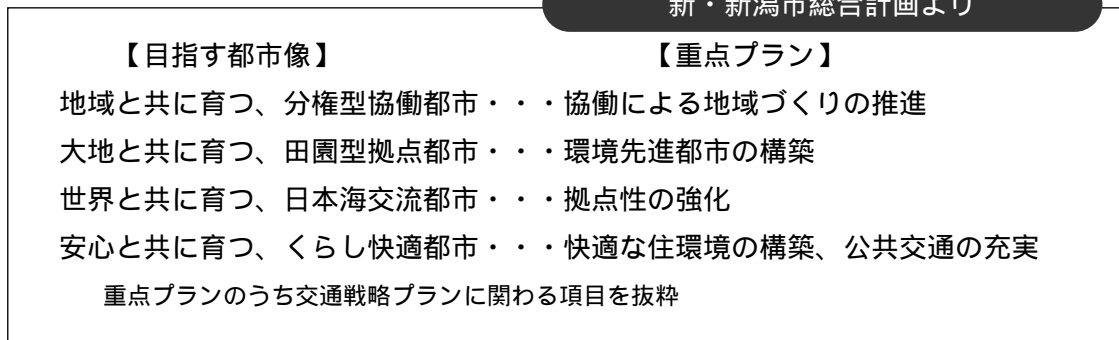 新・新潟市総合計画より
【目指す都市像】 【重点プラン】
地域と共に育つ、分権型協働都市・・・協働による地域づくりの推進
大地と共に育つ、田園型拠点都市・・・環境先進都市の構築
世界と共に育つ、日本海交流都市・・・拠点性の強化
安心と共に育つ、くらし快適都市・・・快適な住環境の構築、公共交通の充実
重点プランのうち交通戦略プランに関わる項目を抜粋